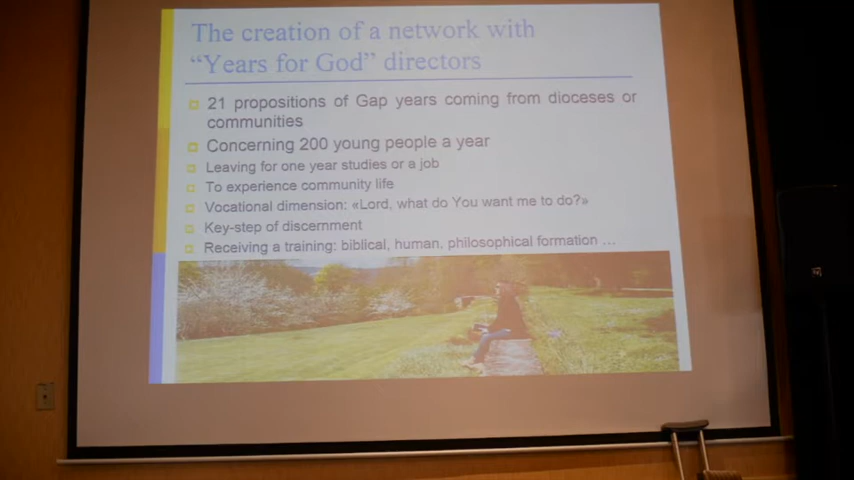 The creation of a network with
“Years for God” directors
21 propositions of Gap years coming from dioceses or
communities
Concerning 200 young people a year
Leaving for one year studies or a job
To experience community life
Vocational dimension: «Lord, what do You want me to do?»
Key-step of discernment
Receiving a training: biblical, human, philosophical formation ...